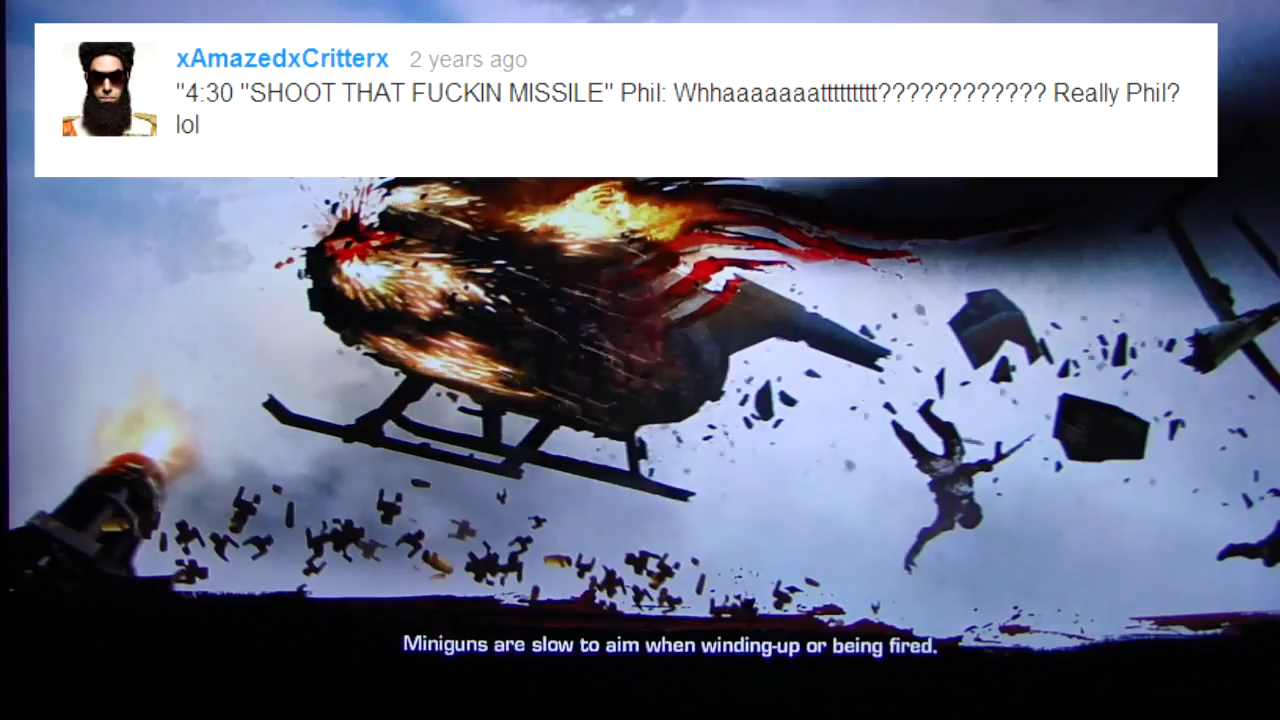 xAmazedxCritterx 2 years ago
"4:30 "SHOOT THAT FUCKIN MISSILE" Phil: Whhaaaaaaattttttttt???????????? Really Phil?
lol
Miniguns are slow to aim when winding-up or being fired.